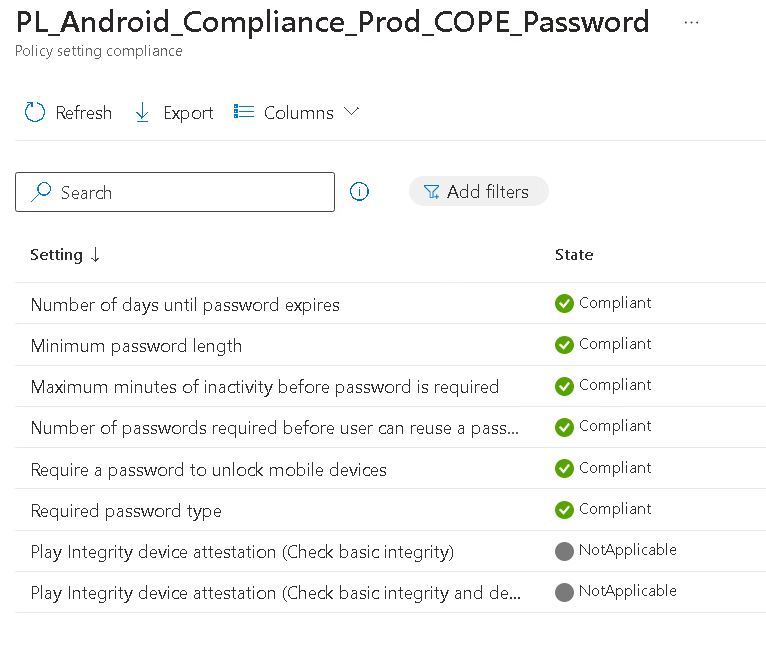 PL_Android_Compliance_Prod_COPE_Password ...
Policy setting compliance
Refresh Export Columns
Search Add filters
Setting ↓ State
Number of days until password expires Compliant
Minimum password length Compliant
Maximum minutes of inactivity before password is required Compliant
Number of passwords required before user can reuse a pass... Compliant
Require a password to unlock mobile devices Compliant
Required password type Compliant
Play Integrity device attestation (Check basic integrity) NotApplicable
Play Integrity device attestation (Check basic integrity and de... NotApplicable